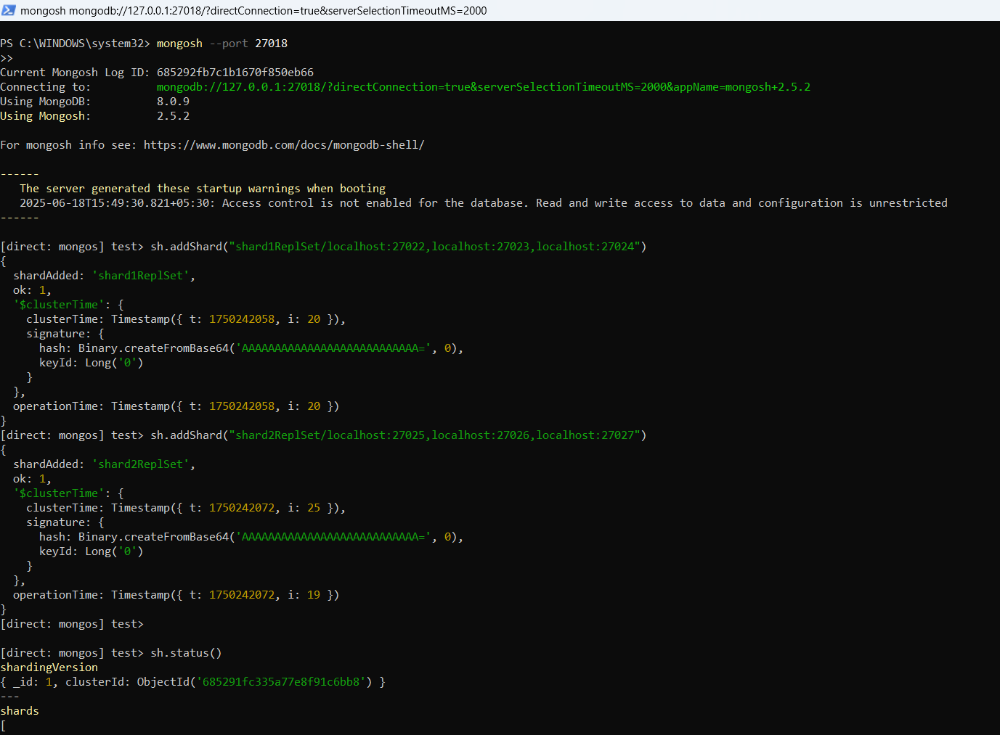 mongosh mongodb://127.0.0.1:27018/?directConnection=true&serverSelectionTimeoutMS=2000
PS C:\WINDOWS\system32> mongosh --port 27018
>>
Current Mongosh Log ID: 685292fb7c1b1670f850eb66
Connecting to:          mongodb://127.0.0.1:27018/?directConnection=true&serverSelectionTimeoutMS=2000&appName=mongosh+2.5.2
Using MongoDB:          8.0.9
Using Mongosh:          2.5.2
For mongosh info see: https://www.mongodb.com/docs/mongodb-shell/
------
   The server generated these startup warnings when booting
   2025-06-18T15:49:30.821+05:30: Access control is not enabled for the database. Read and write access to data and configuration is unrestricted
------
[direct: mongos] test> sh.addShard("shard1ReplSet/localhost:27022,localhost:27023,localhost:27024")
{
  shardAdded: 'shard1ReplSet',
  ok: 1,
  '$clusterTime': {
    clusterTime: Timestamp({ t: 1750242058, i: 20 }),
    signature: {
      hash: Binary.createFromBase64('AAAAAAAAAAAAAAAAAAAAAAAAAAA=', 0),
      keyId: Long('0')
    }
  },
  operationTime: Timestamp({ t: 1750242058, i: 20 })
}
[direct: mongos] test> sh.addShard("shard2ReplSet/localhost:27025,localhost:27026,localhost:27027")
{
  shardAdded: 'shard2ReplSet',
  ok: 1,
  '$clusterTime': {
    clusterTime: Timestamp({ t: 1750242072, i: 25 }),
    signature: {
      hash: Binary.createFromBase64('AAAAAAAAAAAAAAAAAAAAAAAAAAA=', 0),
      keyId: Long('0')
    }
  },
  operationTime: Timestamp({ t: 1750242072, i: 19 })
}
[direct: mongos] test>
[direct: mongos] test> sh.status()
shardingVersion
{ _id: 1, clusterId: ObjectId('685291fc335a77e8f91c6bb8') }
---
shards
[